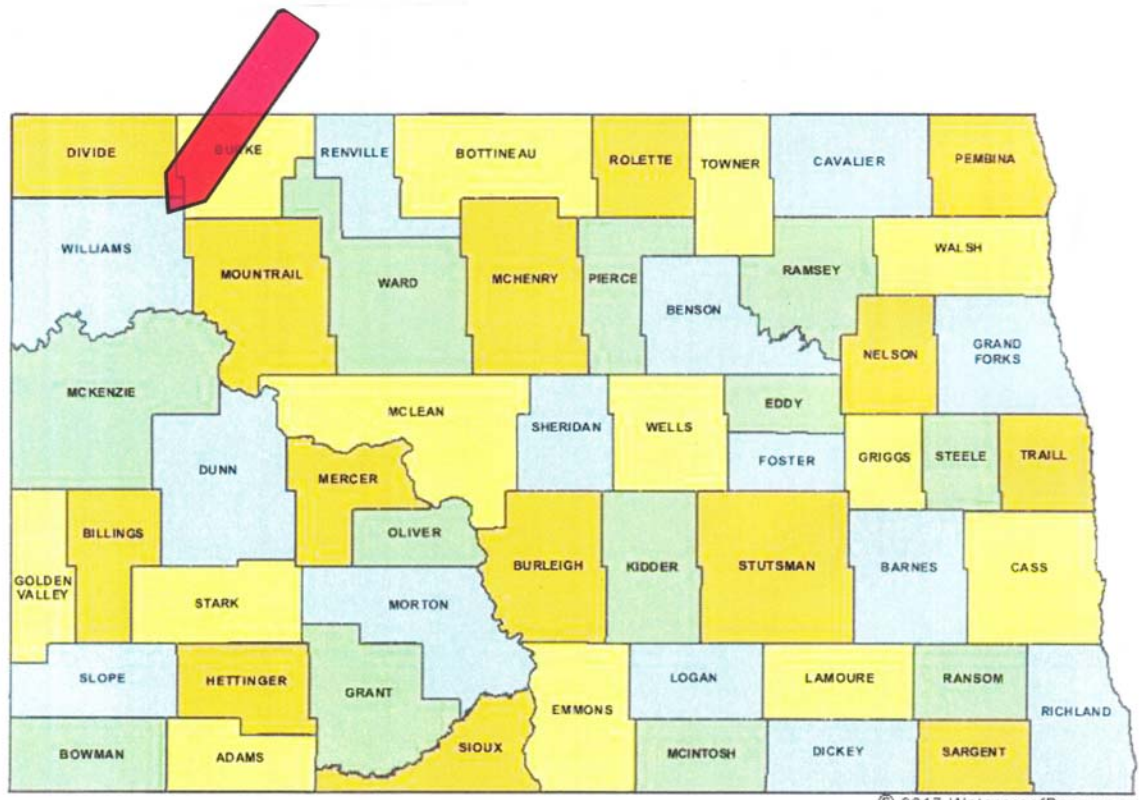 DIVIDE
BURKE
RENVILLE
BOTTINEAU
ROLETTE
TOWNER
CAVALIER
PEMBINA
WILLIAMS
MOUNTRAIL
WARD
MCHENRY
PIERCE
BENSON
RAMSEY
WALSH
NELSON
GRAND
FORKS
MCKENZIE
DUNN
MCLEAN
MERCER
OLIVER
SHERIDAN
WELLS
EDDY
FOSTER
GRIGGS
STEELE
TRAILL
GOLDEN
VALLEY
BILLINGS
STARK
MORTON
BURLEIGH
KIDDER
STUTSMAN
BARNES
CASS
SLOPE
HETTINGER
GRANT
EMMONS
LOGAN
LAMOURE
RANSOM
RICHLAND
BOWMAN
ADAMS
SIOUX
MCINTOSH
DICKEY
SARGENT